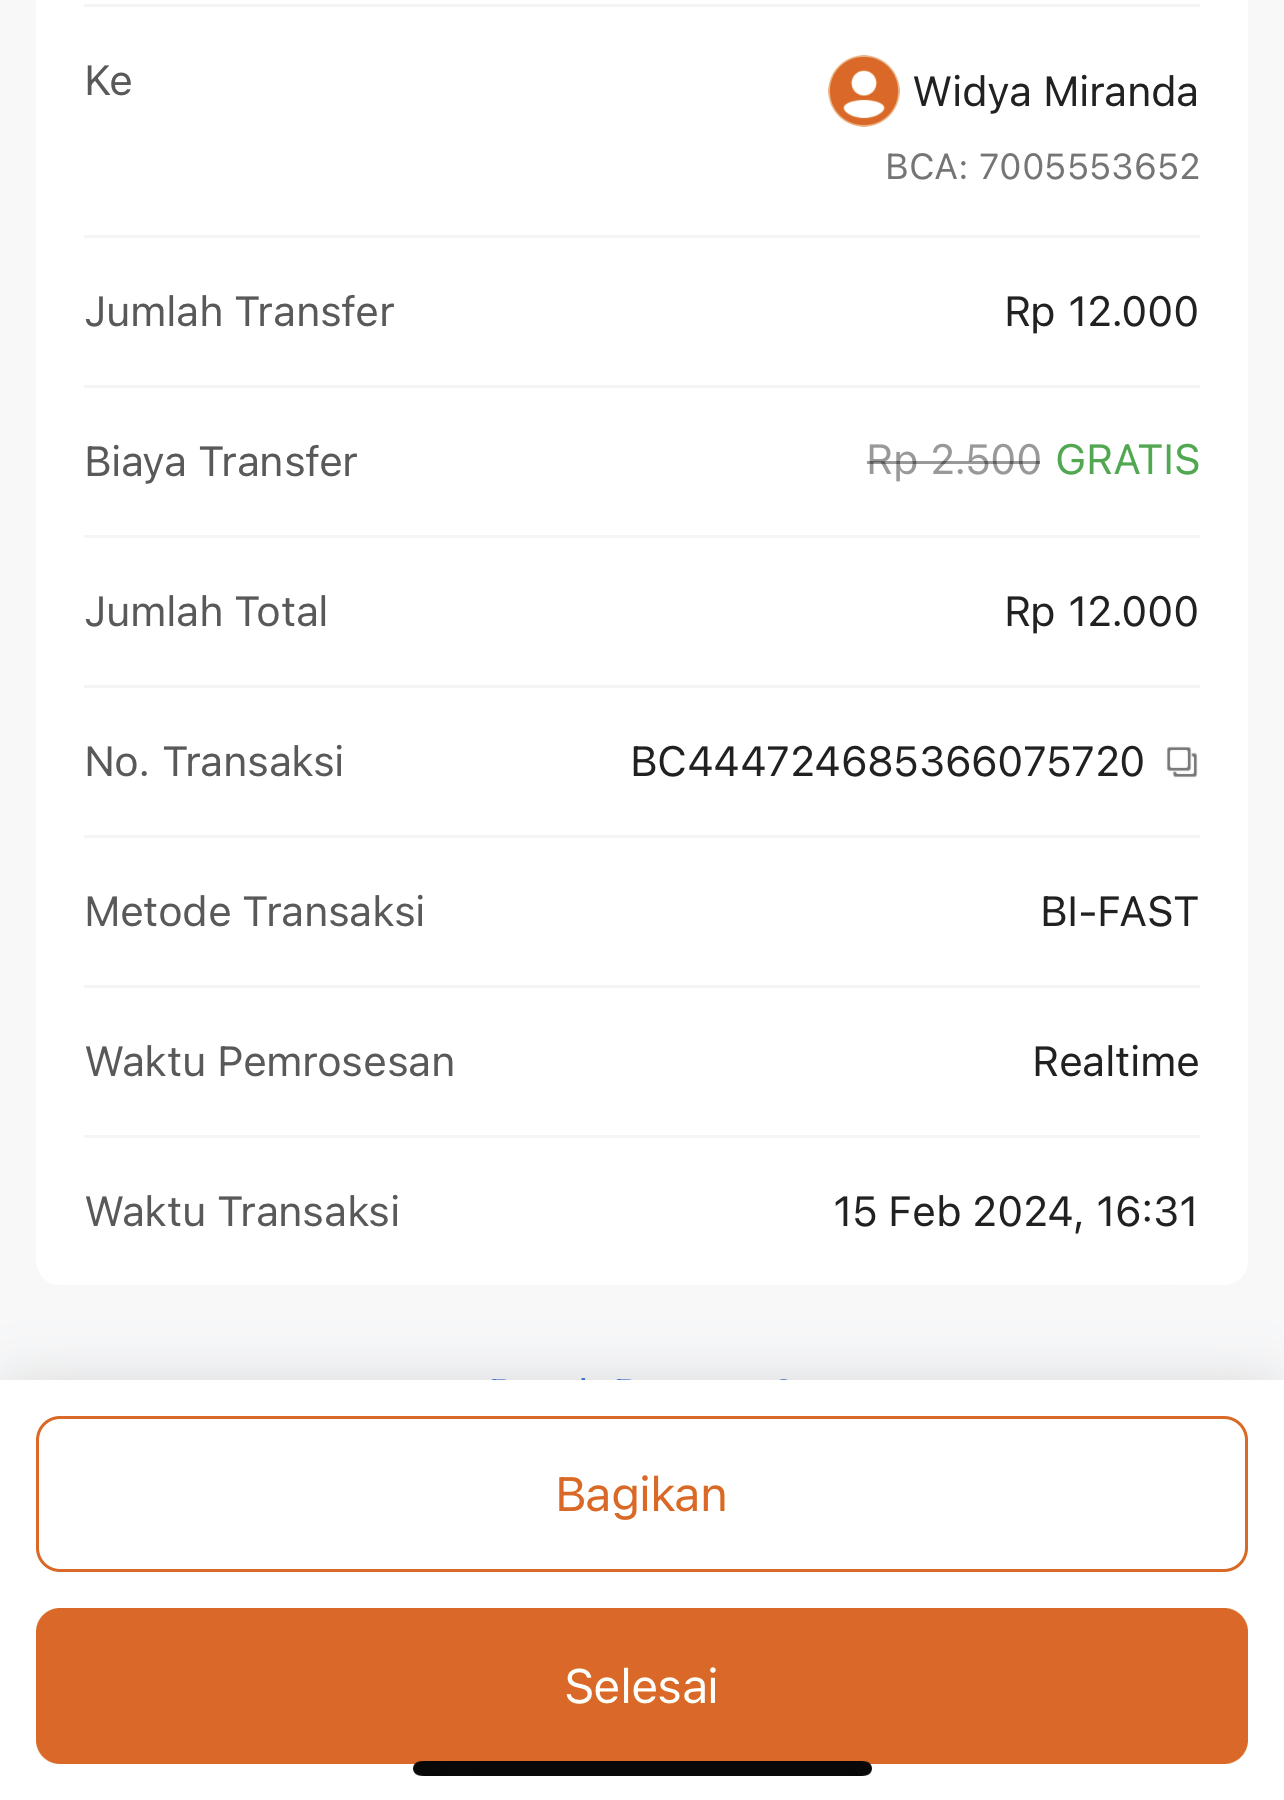 Ke
Widya Miranda
BCA: 7005553652
Jumlah Transfer Rp 12.000
Biaya Transfer Rp 2.500 GRATIS
Jumlah Total Rp 12.000
No. Transaksi BC444724685366075720
Metode Transaksi BI-FAST
Waktu Pemrosesan Realtime
Waktu Transaksi 15 Feb 2024, 16:31
Bagikan
Selesai